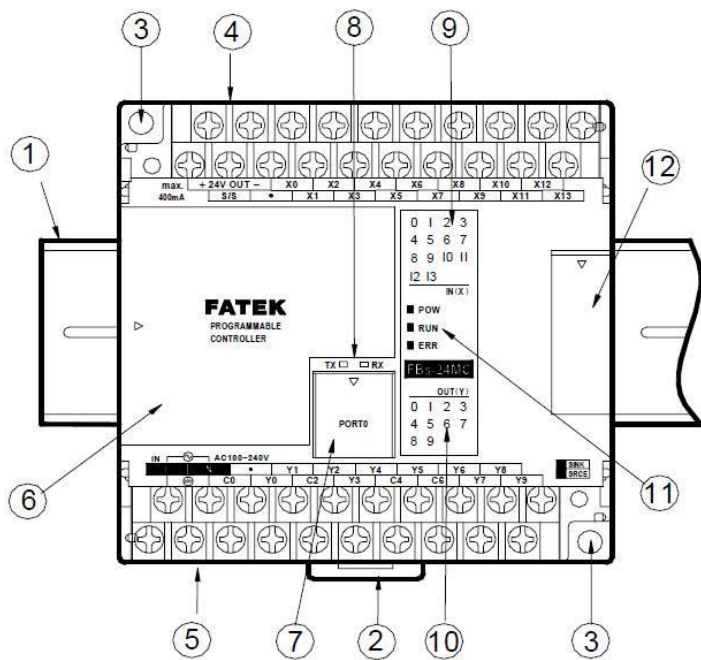 3 4 8 9
1 12
max. + 24V OUT - X0 X2 X4 X6 X8 X10 X12
400mA S/S • X1 X3 X5 X7 X9 X11 X13
0 1 2 3
4 5 6 7
8 9 10 11
12 13
IN(X)
FATEK
PROGRAMMABLE
CONTROLLER
POW
RUN
ERR
TX RX
FBs-24MC
PORT0
OUT(Y)
0 1 2 3
4 5 6 7
8 9
IN AC100-240V
• Y1 Y2 Y4 Y5 Y6 Y8
C0 Y0 C2 Y3 C4 C6 Y7 Y9
SINK
SRCE
6 11
5 7 2 10 3